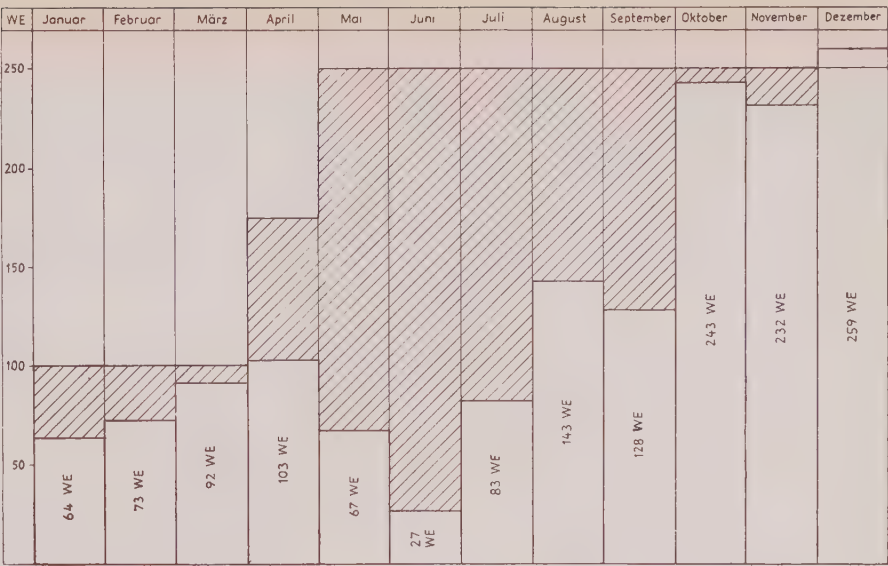 WE Januar Februar März April Mai Juni Juli August September Oktober November Dezember
250
200
150
100
50
64 WE
73 WE
92 WE
103 WE
67 WE
27 WE
83 WE
143 WE
128 WE
243 WE
232 WE
259 WE